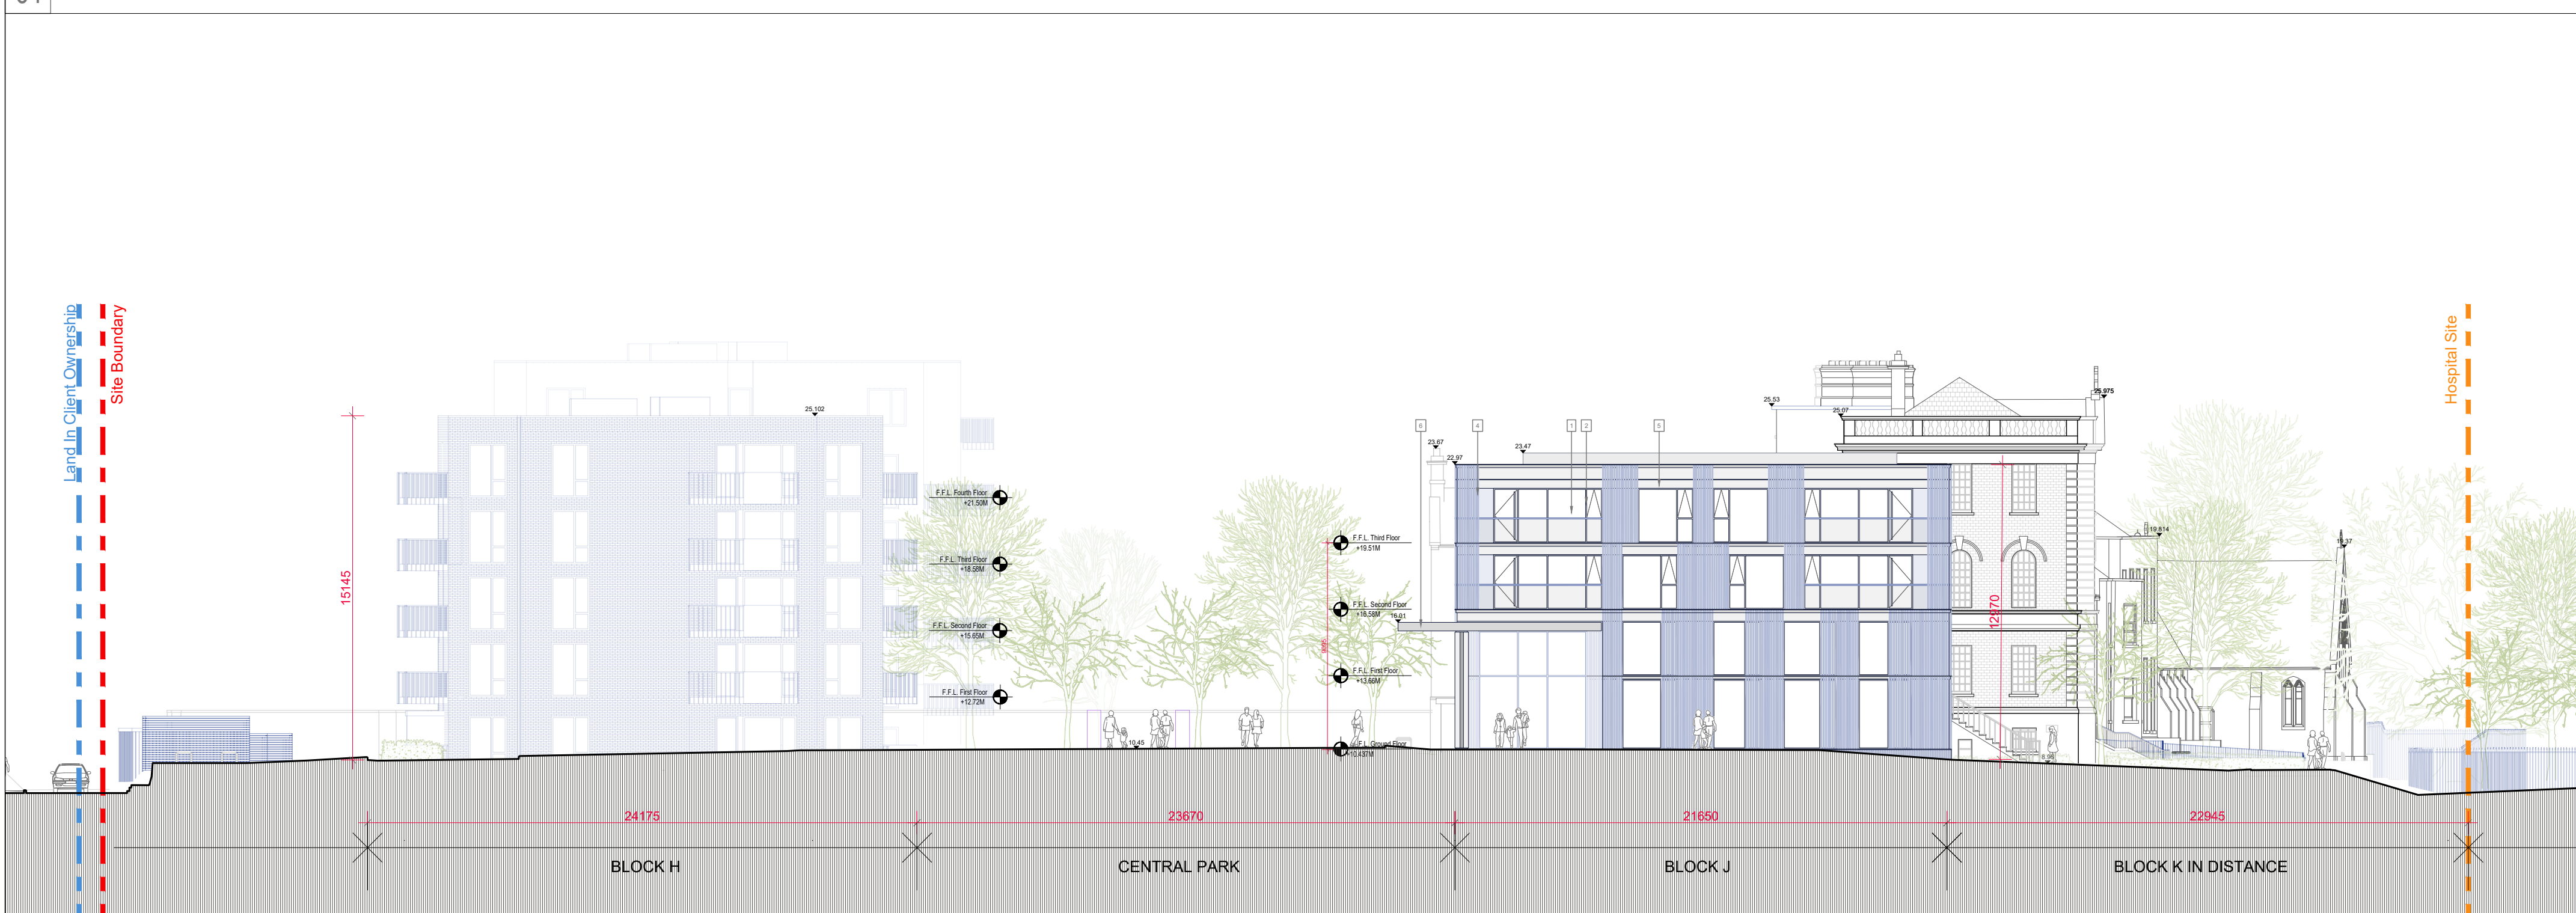 Land In Client Ownership
Site Boundary
Hospital Site
25.102
15145
F.F.L. Fourth Floor
+21.50M
F.F.L. Third Floor
+18.58M
F.F.L. Second Floor
+15.65M
F.F.L. First Floor
+12.72M
10.45
F.F.L. Third Floor
+19.51M
F.F.L. Second Floor
+16.58M
16.01
F.F.L. First Floor
+13.66M
F.F.L. Ground Floor
+10.437M
6
4
1
2
5
23.67
22.97
23.47
25.53
25.07
25.975
12970
19.814
19.37
24175
23670
21650
22945
BLOCK H
CENTRAL PARK
BLOCK J
BLOCK K IN DISTANCE